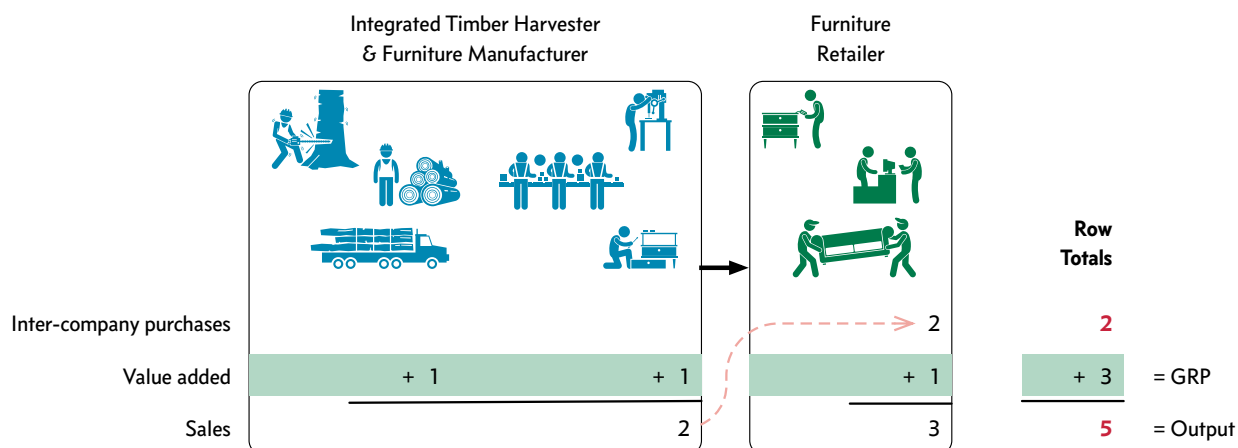 Integrated Timber Harvester
& Furniture Manufacturer
Furniture
Retailer
Row
Totals
Inter-company purchases 2 2
Value added + 1 + 1 + 1 + 3 = GRP
Sales 2 3 5 = Output